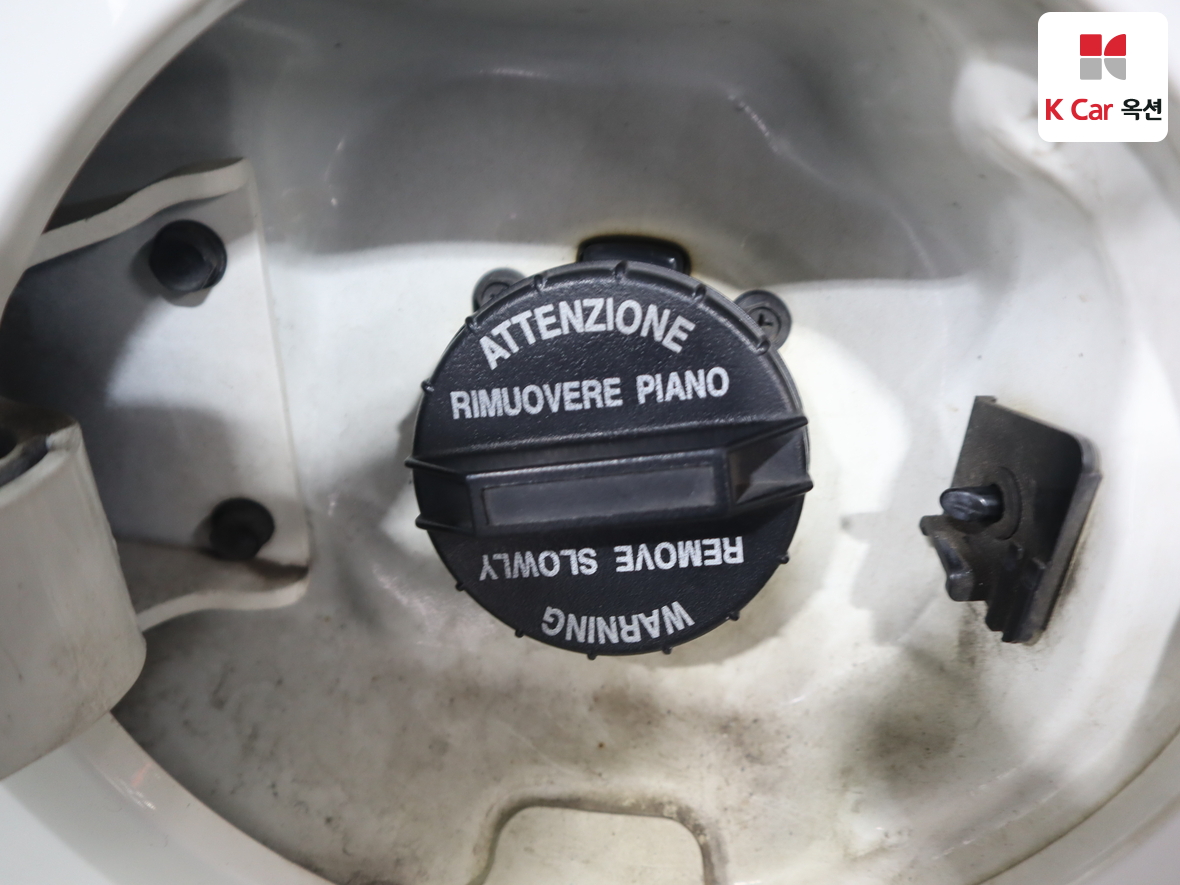 K Car 옥션
ATTENZIONE
RIMUOVERE PIANO
REMOVE SLOWLY
WARNING